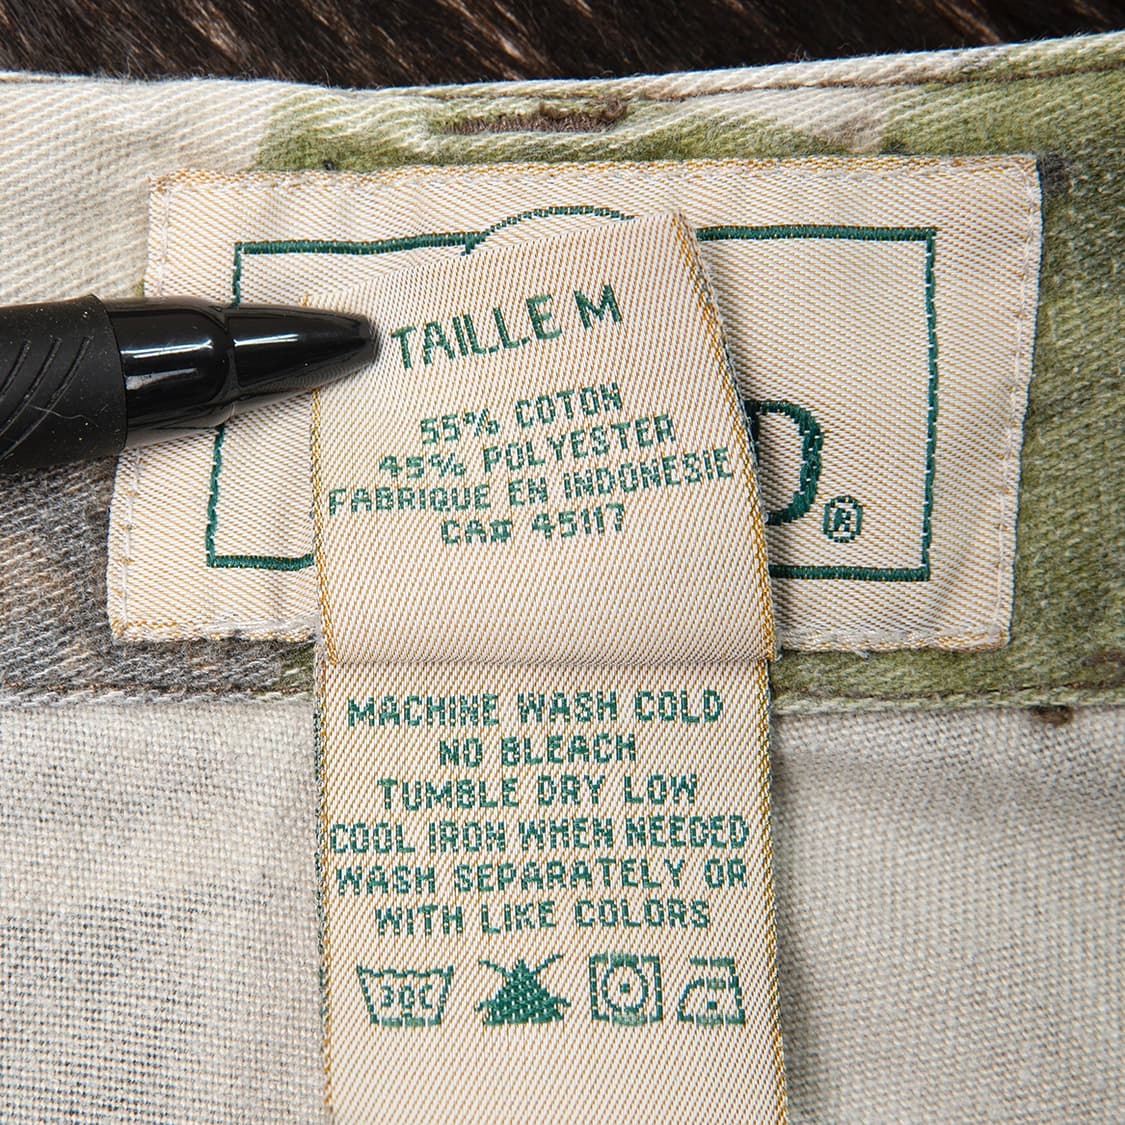 TAILLE M
55% COTON
45% POLYESTER
FABRIQUE EN INDONESIE
CA# 45117
D®
MACHINE WASH COLD
NO BLEACH
TUMBLE DRY LOW
COOL IRON WHEN NEEDED
WASH SEPARATELY OR
WITH LIKE COLORS
30C